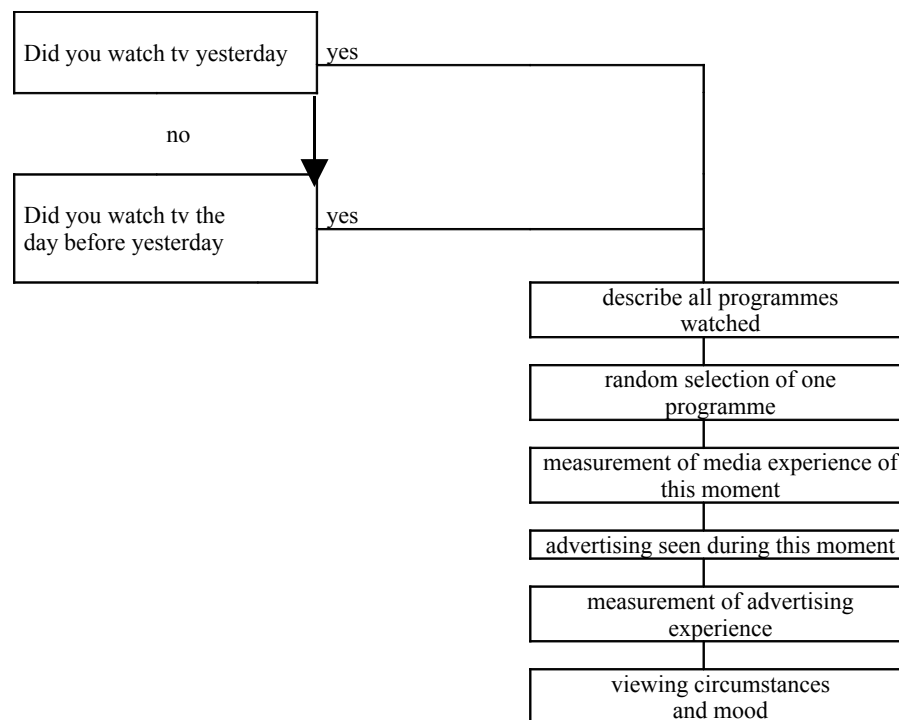 Did you watch tv yesterday
yes
no
Did you watch tv the
day before yesterday
yes
describe all programmes
watched
random selection of one
programme
measurement of media experience of
this moment
advertising seen during this moment
measurement of advertising
experience
viewing circumstances
and mood